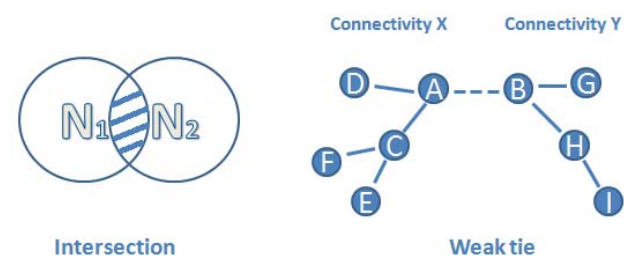 Connectivity X
Connectivity Y
N1
N2
D
A
B
G
C
H
F
E
I
Intersection
Weak tie